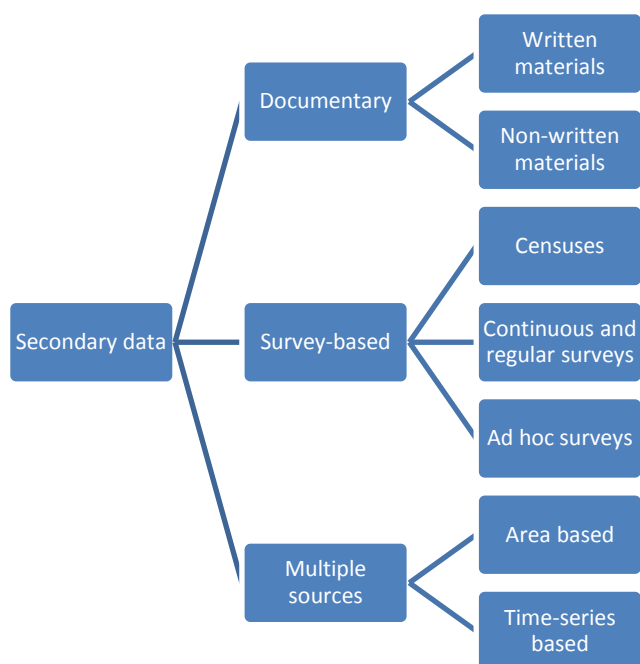 Secondary data
Documentary
Written
materials
Non-written
materials
Survey-based
Censuses
Continuous and
regular surveys
Ad hoc surveys
Multiple
sources
Area based
Time-series
based